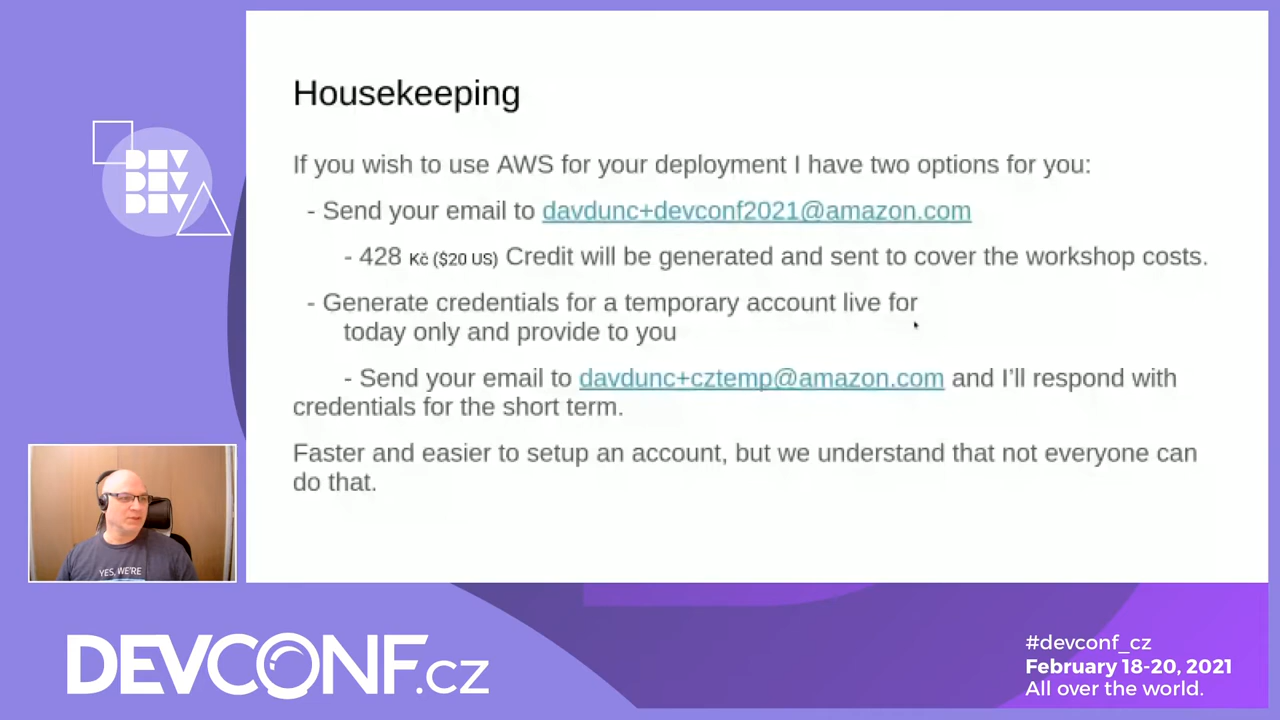 DEV
DEV
DEV
Housekeeping
If you wish to use AWS for your deployment I have two options for you:
- Send your email to davdunc+devconf2021@amazon.com
- 428 Kč ($20 US) Credit will be generated and sent to cover the workshop costs.
- Generate credentials for a temporary account live for
today only and provide to you
- Send your email to davdunc+cztemp@amazon.com and I'll respond with
credentials for the short term.
Faster and easier to setup an account, but we understand that not everyone can
do that.
YES, WE'RE
DEVCONF.cz
#devconf_cz
February 18-20, 2021
All over the world.